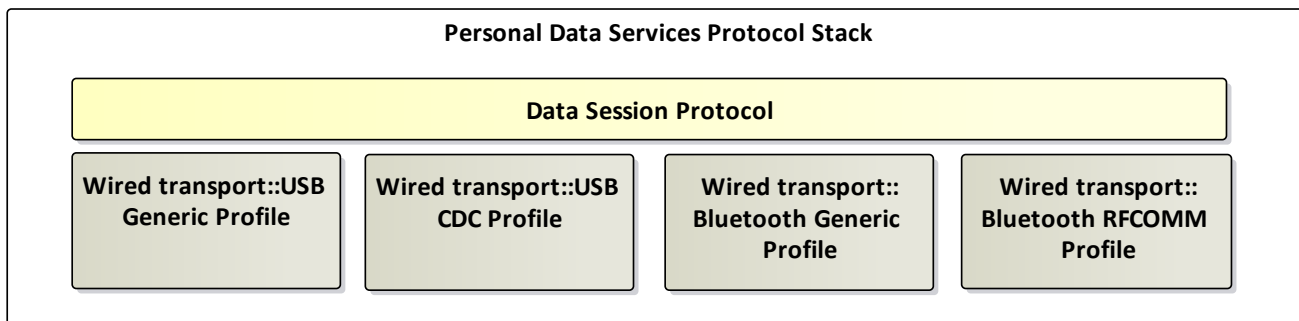 Personal Data Services Protocol Stack
Data Session Protocol
Wired transport::USB
Generic Profile
Wired transport::USB
CDC Profile
Wired transport::
Bluetooth Generic
Profile
Wired transport::
Bluetooth RFCOMM
Profile